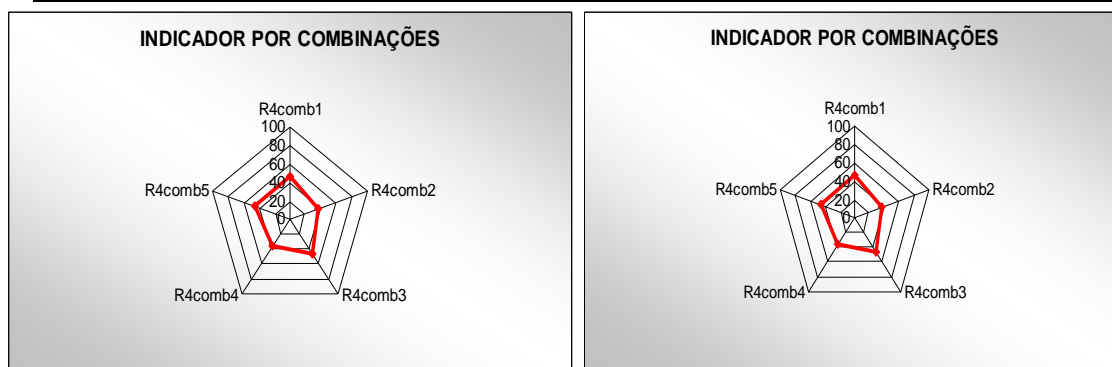 INDICADOR POR COMBINAÇÕES
R4comb1
100
80
60
40
20
0
R4comb5
R4comb2
R4comb4
R4comb3
INDICADOR POR COMBINAÇÕES
R4comb1
100
80
60
40
20
0
R4comb5
R4comb2
R4comb4
R4comb3